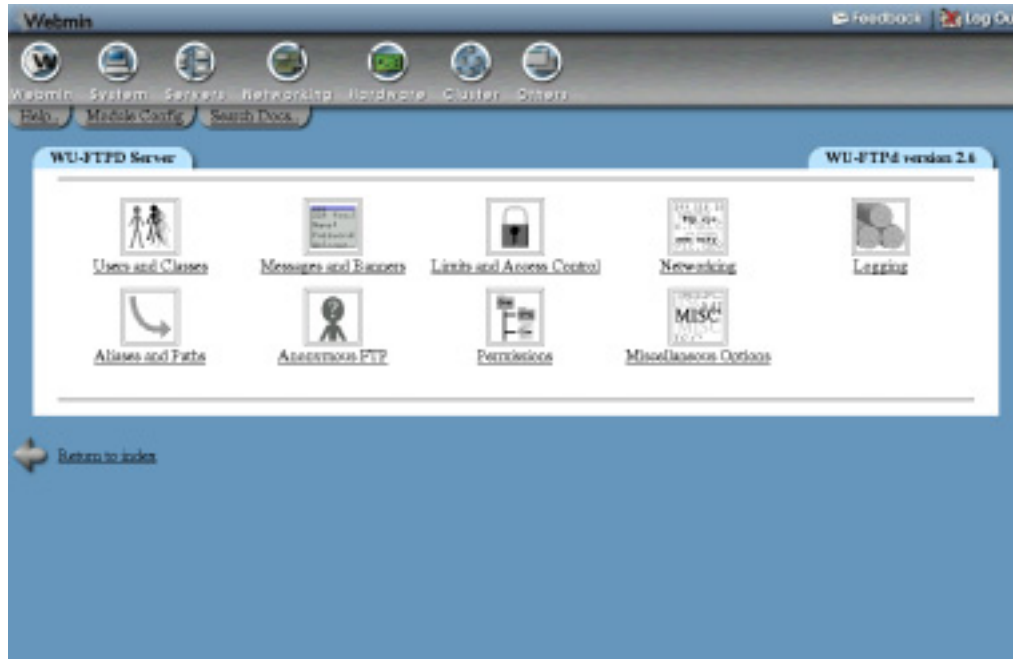 Webmin
Feedback Log Ou
Webmin System Servers Networking Hardware Cluster Others
Help.. Module Config Search Docs..
WU-FTPD Server WU-FTPd version 2.6
Users and Classes Messages and Banners Limits and Access Control Networking Logging
MISC
Aliases and Paths Anonymous FTP Permissions Miscellaneous Options
Return to index